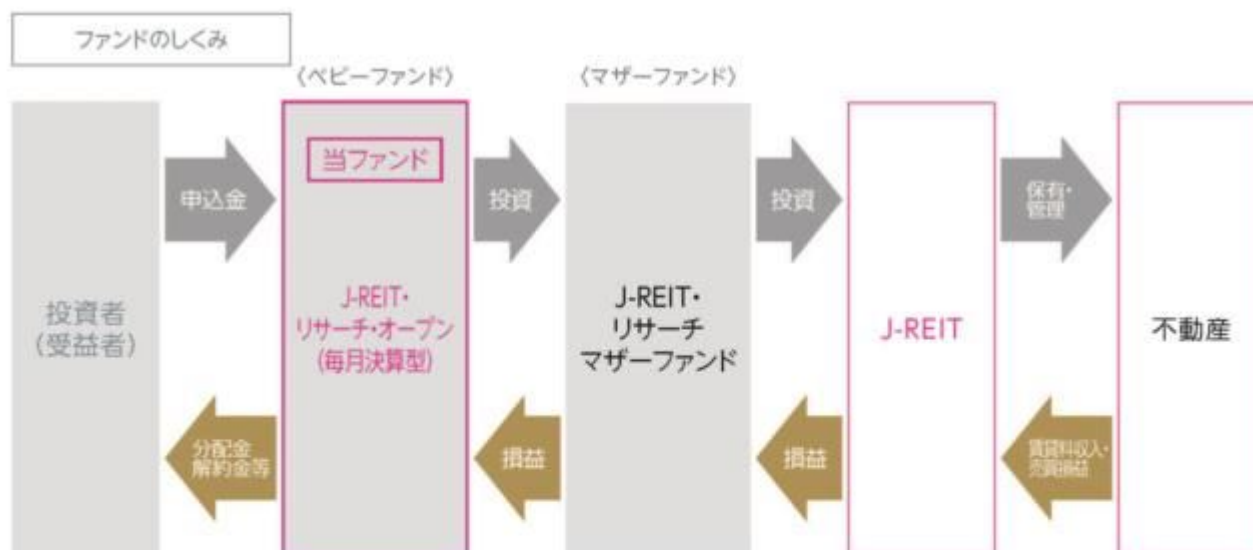 ファンドのしくみ
〈ベビーファンド〉
〈マザーファンド〉
投資者
(受益者)
申込金
分配金
解約金等
当ファンド
J-REIT・
リサーチ・オープン
(毎月決算型)
投資
損益
J-REIT・
リサーチ
マザーファンド
投資
損益
J-REIT
保有・
管理
賃貸料収入・
売買損益
不動産